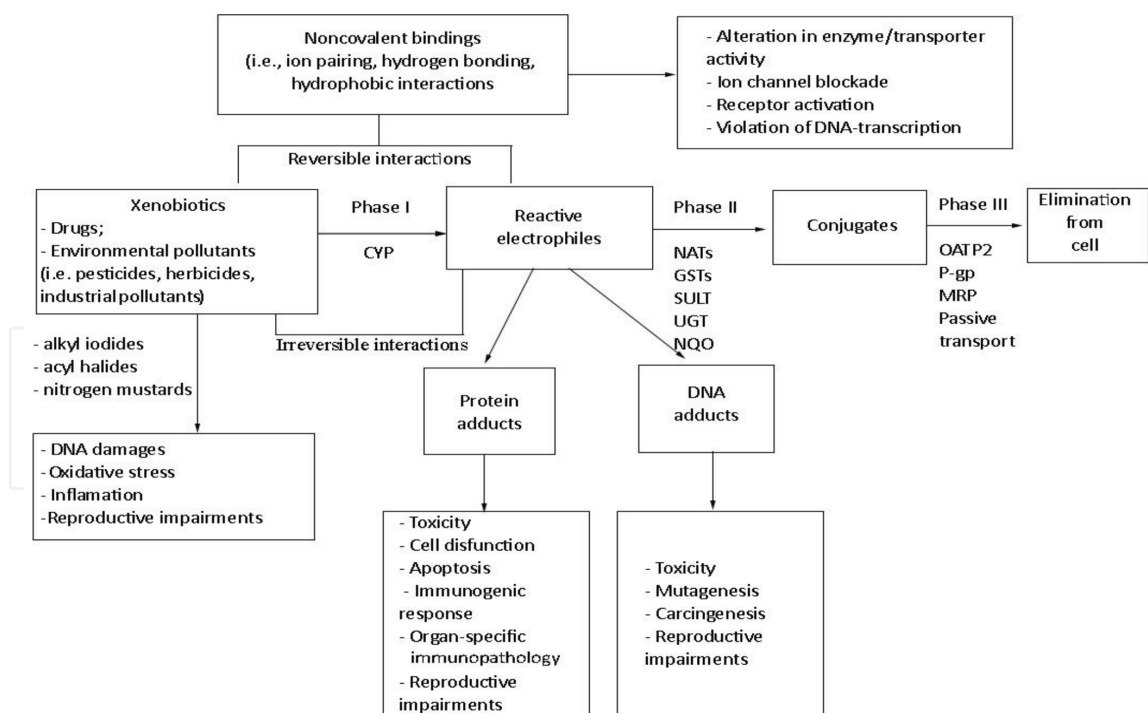 Noncovalent bindings
(i.e., ion pairing, hydrogen bonding,
hydrophobic interactions
- Alteration in enzyme/transporter
activity
- Ion channel blockade
- Receptor activation
- Violation of DNA-transcription
Reversible interactions
Xenobiotics
- Drugs;
- Environmental pollutants
(i.e. pesticides, herbicides,
industrial pollutants)
Phase I
CYP
Reactive
electrophiles
Phase II
NATs
GSTs
SULT
UGT
NQO
Conjugates
Phase III
OATP2
P-gp
MRP
Passive
transport
Elimination
from
cell
Irreversible interactions
- alkyl iodides
- acyl halides
- nitrogen mustards
Protein
adducts
DNA
adducts
- DNA damages
- Oxidative stress
- Inflamation
-Reproductive impairments
- Toxicity
- Cell disfunction
- Apoptosis
- Immunogenic
response
- Organ-specific
immunopathology
- Reproductive
impairments
- Toxicity
- Mutagenesis
- Carcingenesis
- Reproductive
impairments